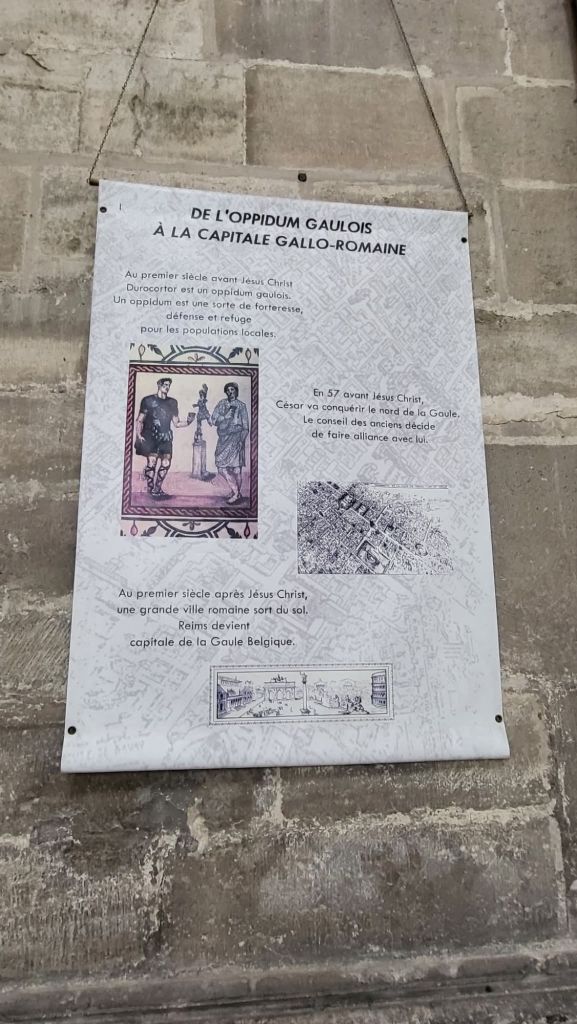 1.
DE L'OPPIDUM GAULOIS
À LA CAPITALE GALLO-ROMAINE
Au premier siècle avant Jésus Christ
Durocortor est un oppidum gaulois.
Un oppidum est une sorte de forteresse,
défense et refuge
pour les populations locales.
En 57 avant Jésus Christ,
César va conquérir le nord de la Gaule.
Le conseil des anciens décide
de faire alliance avec lui.
Au premier siècle après Jésus Christ,
une grande ville romaine sort du sol.
Reims devient
capitale de la Gaule Belgique.